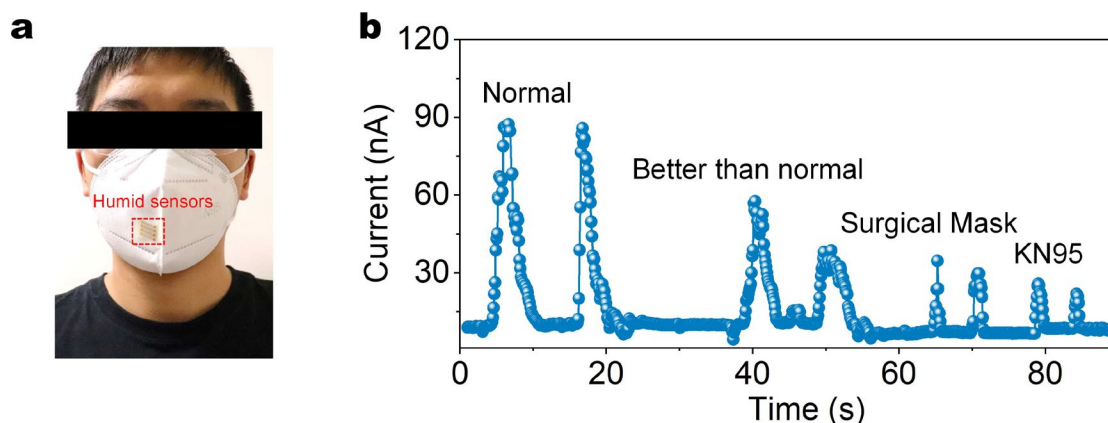 a
Humid sensors
b
Current (nA)
120
90
60
30
Normal
Better than normal
Surgical Mask
KN95
0 20 40 60 80
Time (s)